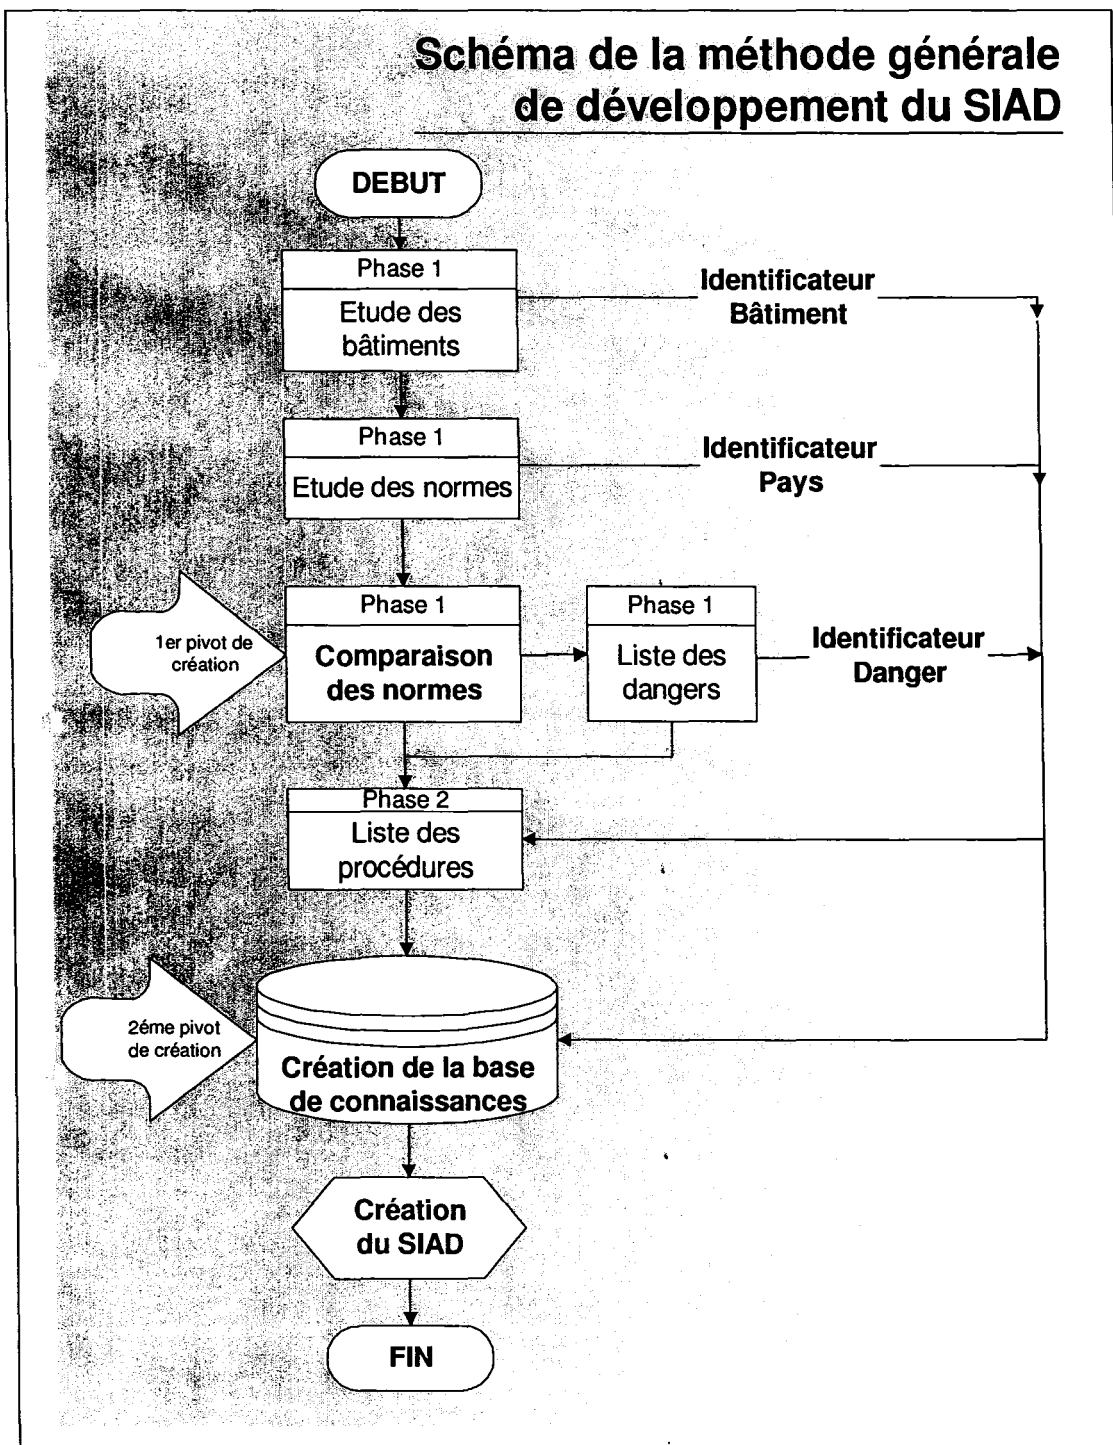 Schéma de la méthode générale
de développement du SIAD
DEBUT
Phase 1
Etude des
bâtiments
Identificateur
Bâtiment
Phase 1
Etude des normes
Identificateur
Pays
1er pivot de
création
Phase 1
Comparaison
des normes
Phase 1
Liste des
dangers
Identificateur
Danger
Phase 2
Liste des
procédures
2éme pivot
de création
Création de la base
de connaissances
Création
du SIAD
FIN